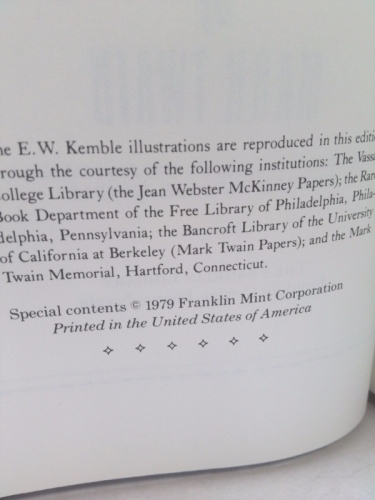 he E.W. Kemble illustrations are reproduced in this editio
rough the courtesy of the following institutions: The Vassa
ollege Library (the Jean Webster McKinney Papers); the Rare
Book Department of the Free Library of Philadelphia, Phila-
delphia, Pennsylvania; the Bancroft Library of the University
of California at Berkeley (Mark Twain Papers); and the Mark
Twain Memorial, Hartford, Connecticut.
Special contents © 1979 Franklin Mint Corporation
Printed in the United States of America